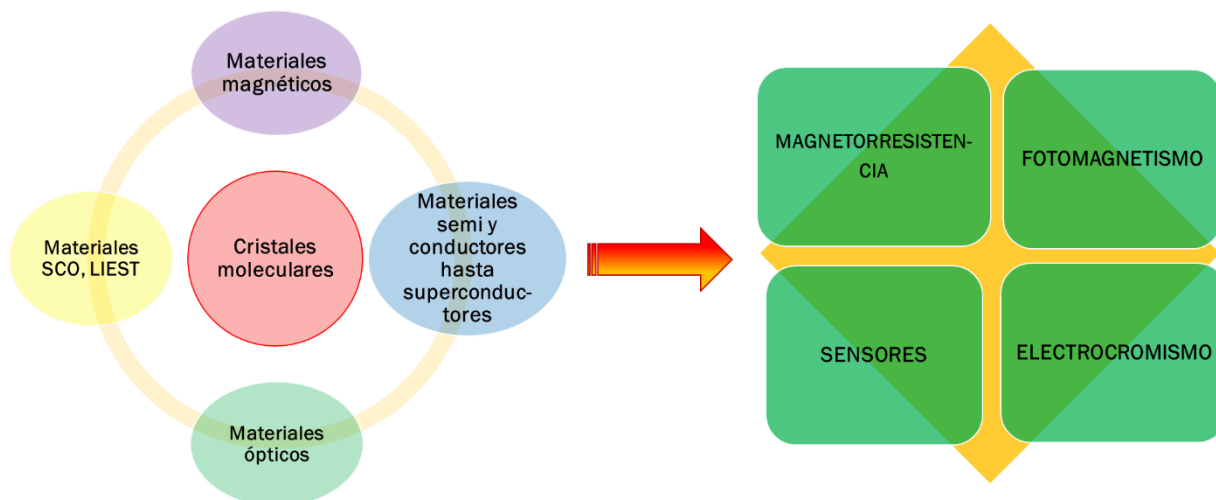 Materiales
magnéticos
Materiales
SCO, LIEST
Cristales
moleculares
Materiales
semi y
conductores
hasta
superconduc-
tores
Materiales
ópticos
MAGNETORRESISTEN-
CIA
FOTOMAGNETISMO
SENSORES
ELECTROCROMISMO